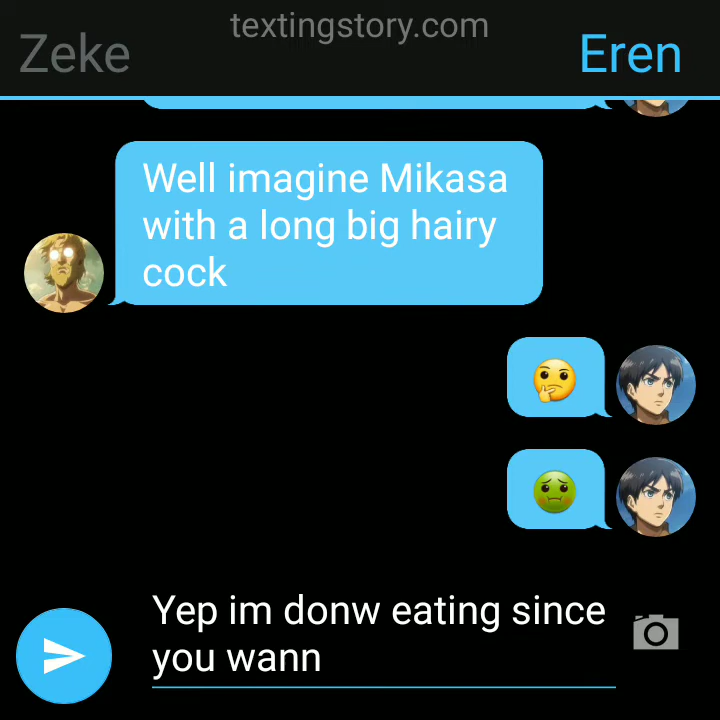 textingstory.com
Zeke
Eren
Well imagine Mikasa
with a long big hairy
cock
🤔
🤢
Yep im donw eating since
you wann